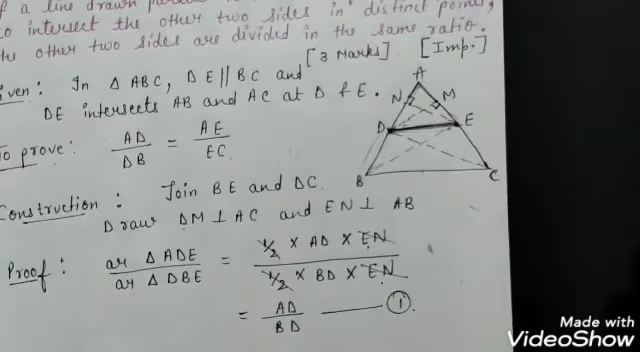 a line drawn
to intersect the other two sides in distinct points,
the other two sides are divided in the same ratio.
[3 Marks] [Imp.]
iven: In Δ ABC, DE || BC and
DE intersects AB and AC at D & E.
To prove: AD/DB = AE/EC
Construction: Join BE and DC.
Draw DM ⊥ AC and EN ⊥ AB
Proof: ar Δ ADE / ar Δ DBE = 1/2 × AD × EN / 1/2 × BD × EN
= AD/BD ——— ①.
A
N M
D E
B C
Made with
VideoShow